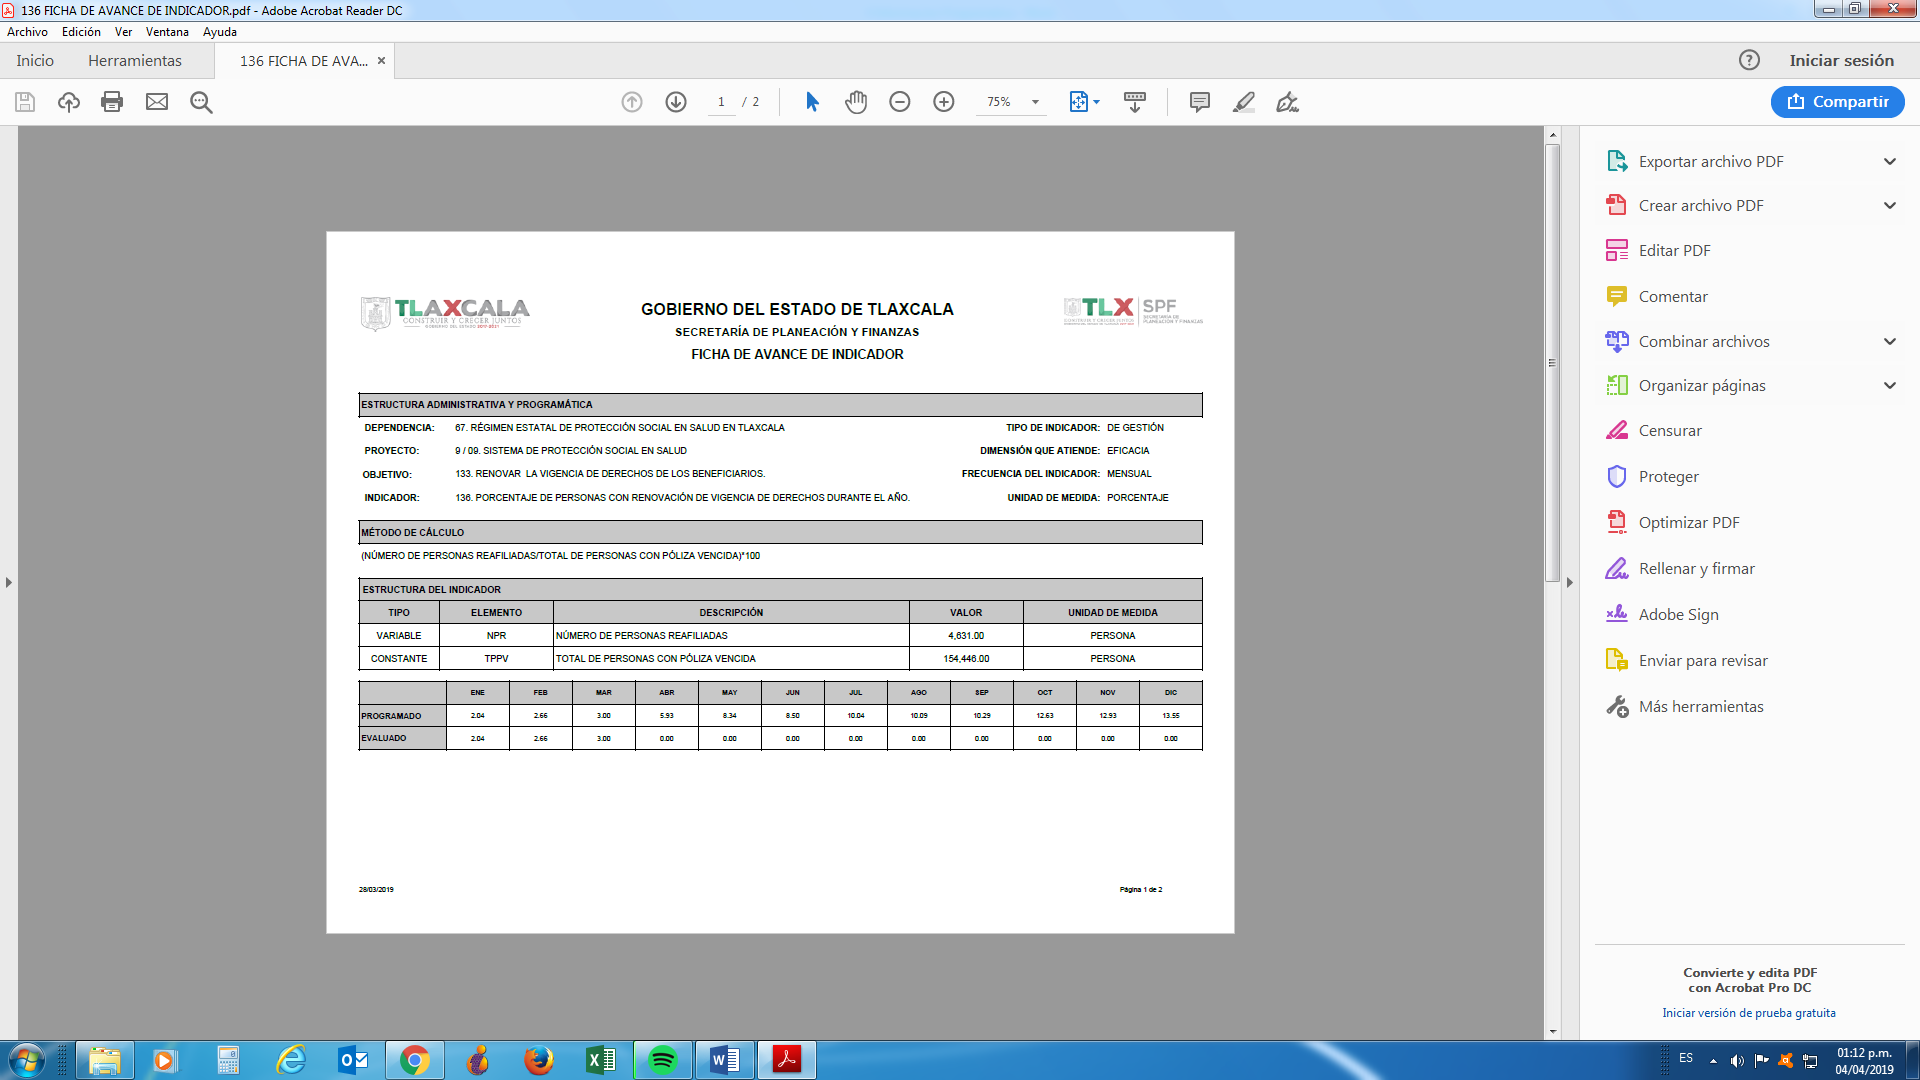 136 FICHA DE AVANCE DE INDICADOR.pdf - Adobe Acrobat Reader DC
Archivo Edición Ver Ventana Ayuda
Inicio Herramientas 136 FICHA DE AVA... × Iniciar sesión
1 / 2 75% Compartir
TLAXCALA
CONSTRUIR Y CRECER JUNTOS
GOBIERNO DEL ESTADO 2017-2021
GOBIERNO DEL ESTADO DE TLAXCALA
SECRETARÍA DE PLANEACIÓN Y FINANZAS
FICHA DE AVANCE DE INDICADOR
TLX SPF
SECRETARÍA DE
PLANEACIÓN Y FINANZAS
ESTRUCTURA ADMINISTRATIVA Y PROGRAMÁTICA
DEPENDENCIA: 67. RÉGIMEN ESTATAL DE PROTECCIÓN SOCIAL EN SALUD EN TLAXCALA TIPO DE INDICADOR: DE GESTIÓN
PROYECTO: 9 / 09. SISTEMA DE PROTECCIÓN SOCIAL EN SALUD DIMENSIÓN QUE ATIENDE: EFICACIA
OBJETIVO: 133. RENOVAR LA VIGENCIA DE DERECHOS DE LOS BENEFICIARIOS. FRECUENCIA DEL INDICADOR: MENSUAL
INDICADOR: 136. PORCENTAJE DE PERSONAS CON RENOVACIÓN DE VIGENCIA DE DERECHOS DURANTE EL AÑO. UNIDAD DE MEDIDA: PORCENTAJE
MÉTODO DE CÁLCULO
(NÚMERO DE PERSONAS REAFILIADAS/TOTAL DE PERSONAS CON PÓLIZA VENCIDA)*100
ESTRUCTURA DEL INDICADOR
TIPO ELEMENTO DESCRIPCIÓN VALOR UNIDAD DE MEDIDA
VARIABLE NPR NÚMERO DE PERSONAS REAFILIADAS 4,631.00 PERSONA
CONSTANTE TPPV TOTAL DE PERSONAS CON PÓLIZA VENCIDA 154,446.00 PERSONA
ENE FEB MAR ABR MAY JUN JUL AGO SEP OCT NOV DIC
PROGRAMADO 2.04 2.66 3.00 5.93 8.34 8.50 10.04 10.09 10.29 12.63 12.93 13.55
EVALUADO 2.04 2.66 3.00 0.00 0.00 0.00 0.00 0.00 0.00 0.00 0.00 0.00
28/03/2019 Página 1 de 2
Exportar archivo PDF
Crear archivo PDF
Editar PDF
Comentar
Combinar archivos
Organizar páginas
Censurar
Proteger
Optimizar PDF
Rellenar y firmar
Adobe Sign
Enviar para revisar
Más herramientas
Convierte y edita PDF
con Acrobat Pro DC
Iniciar versión de prueba gratuita
ES 01:12 p.m.
04/04/2019